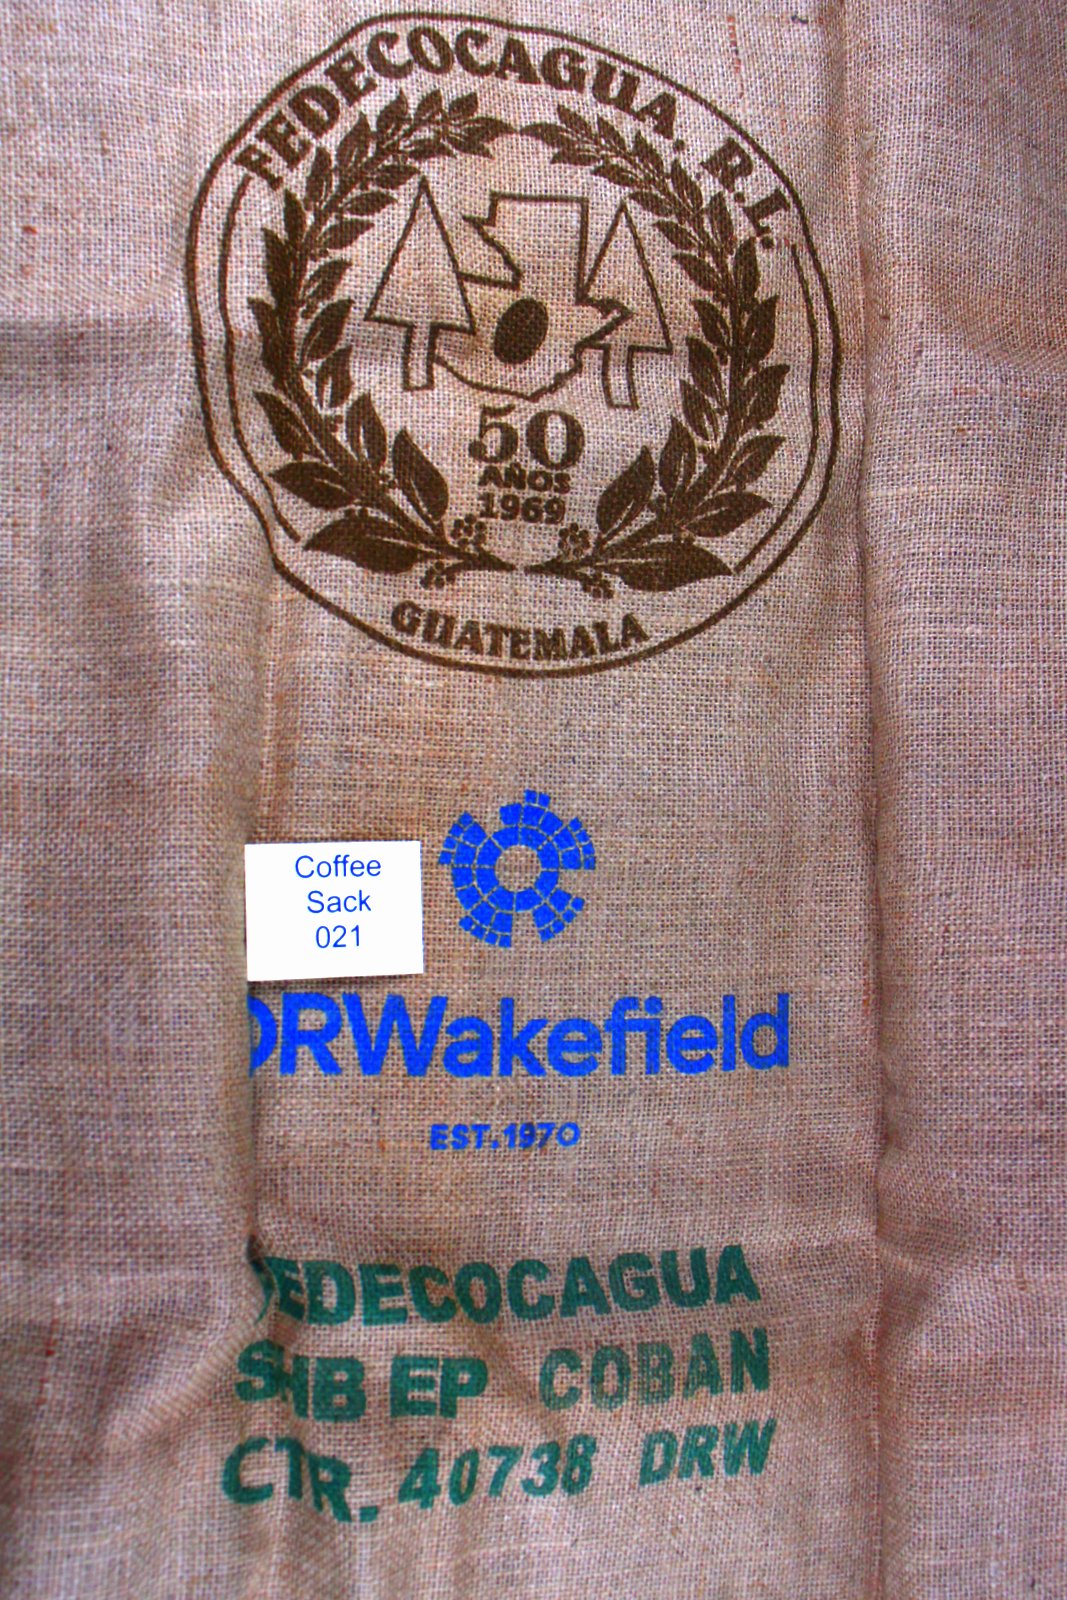 FEDECOCAGUA, R.L.
50
AÑOS
1969
GUATEMALA
Coffee
Sack
021
DRWakefield
EST.1970
FEDECOCAGUA
SHB EP COBAN
CTR. 40738 DRW